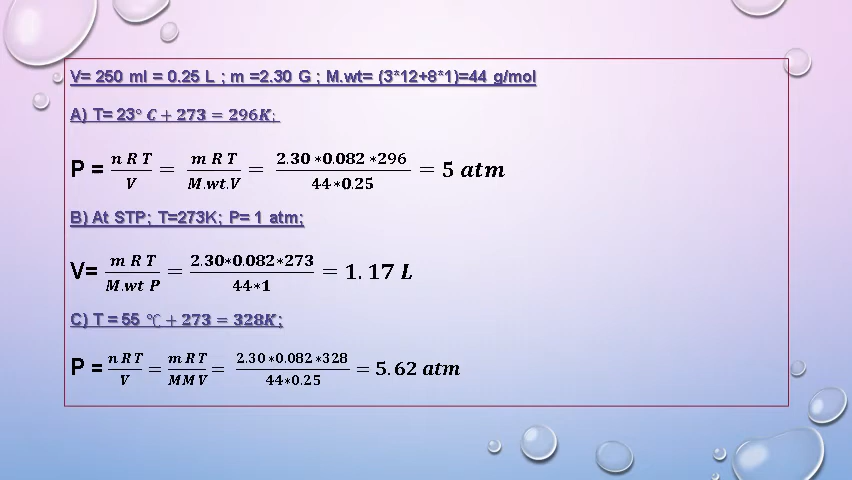 V= 250 ml = 0.25 L ; m =2.30 G ; M.wt= (3*12+8*1)=44 g/mol
A) T= 23° C + 273 = 296K;
P = n R T / V = m R T / M.wt.V = 2.30 *0.082 *296 / 44*0.25 = 5 atm
B) At STP; T=273K; P= 1 atm;
V= m R T / M.wt P = 2.30*0.082*273 / 44*1 = 1.17 L
C) T = 55 ℃ + 273 = 328K;
P = n R T / V = m R T / M M V = 2.30 *0.082 *328 / 44*0.25 = 5.62 atm